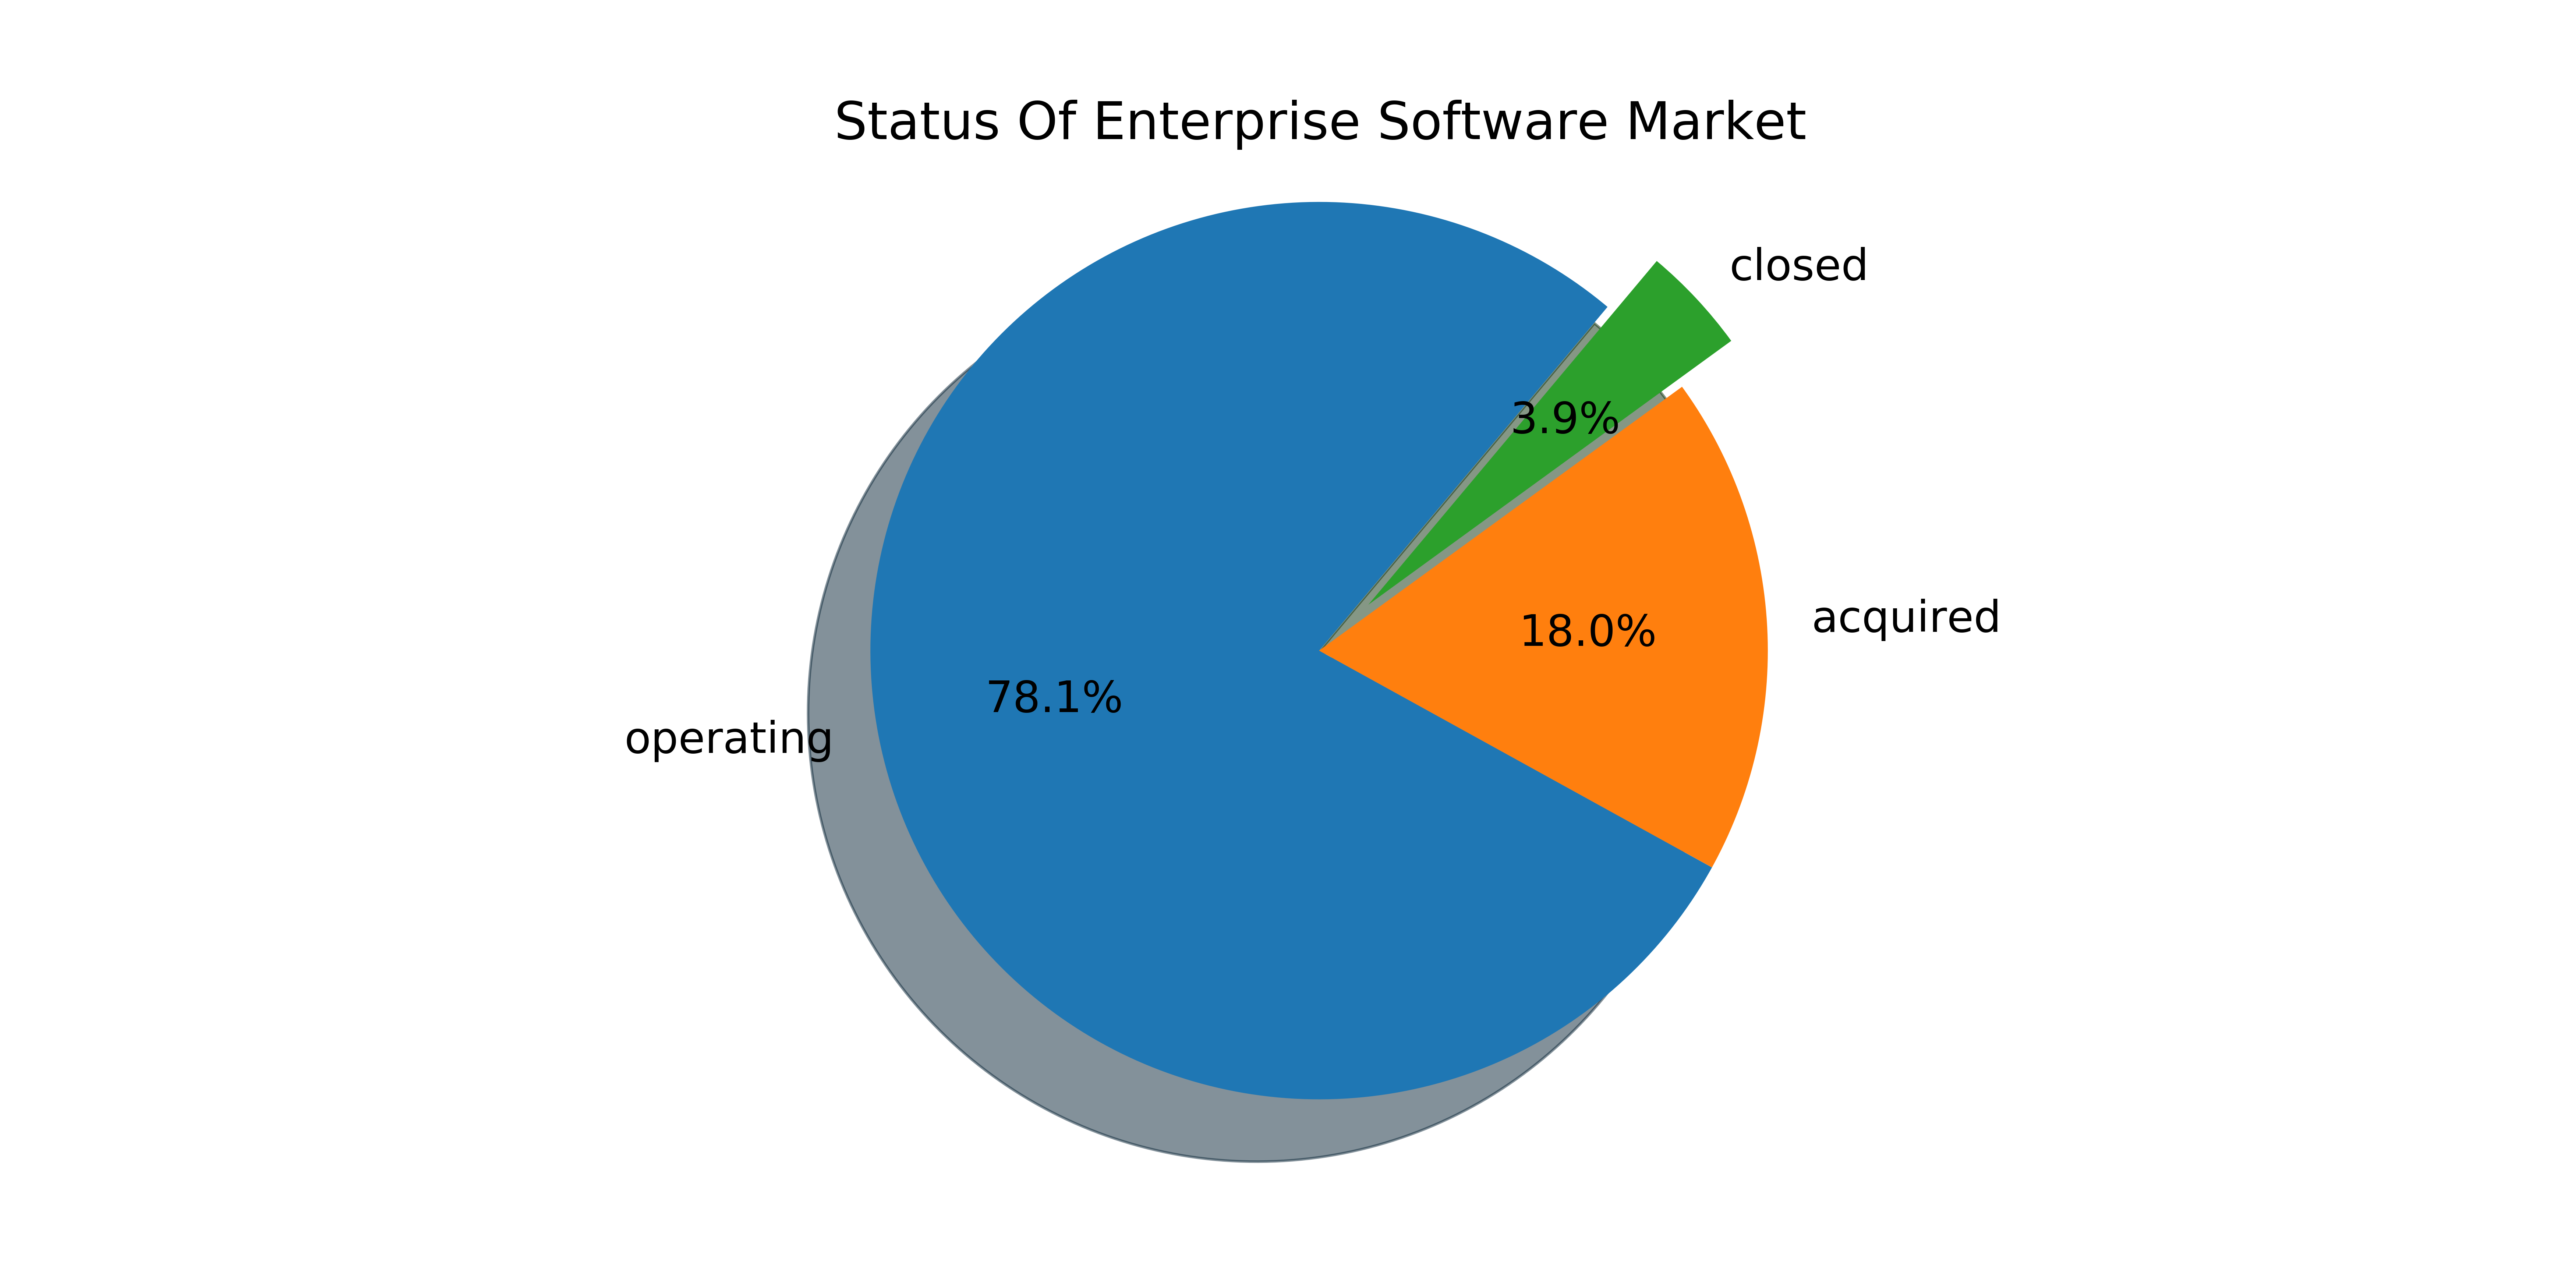 Status Of Enterprise Software Market
closed
3.9%
acquired
18.0%
78.1%
operating